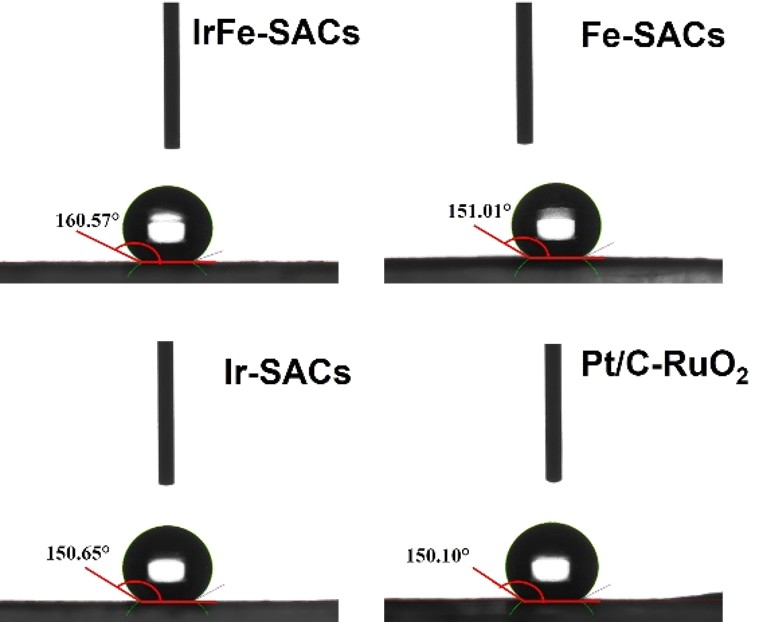 IrFe-SACs
160.57°
Fe-SACs
151.01°
Ir-SACs
150.65°
Pt/C-RuO₂
150.10°